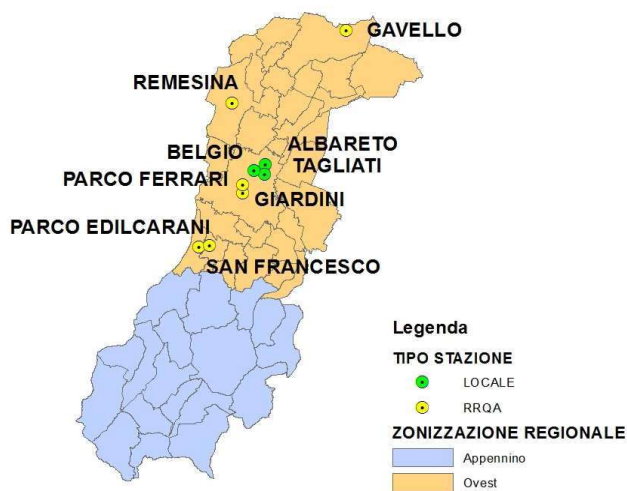 GAVELLO
REMESINA
BELGIO
ALBARETO
TAGLIATI
PARCO FERRARI
GIARDINI
PARCO EDILCARANI
SAN FRANCESCO
Legenda
TIPO STAZIONE
LOCALE
RRQA
ZONIZZAZIONE REGIONALE
Appennino
Ovest